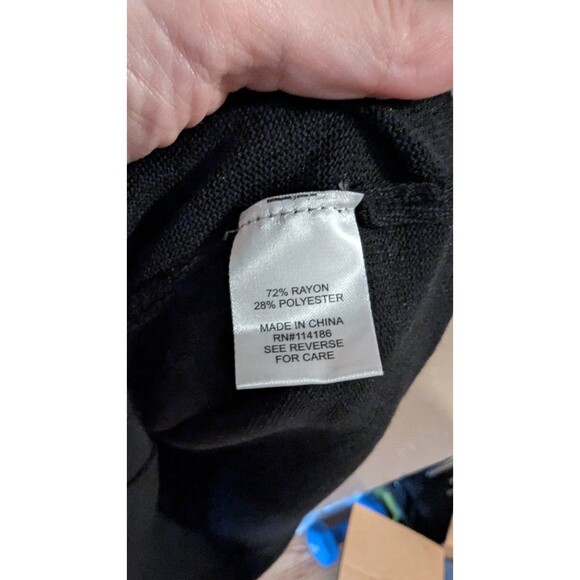 72% RAYON
28% POLYESTER
MADE IN CHINA
RN#114186
SEE REVERSE
FOR CARE